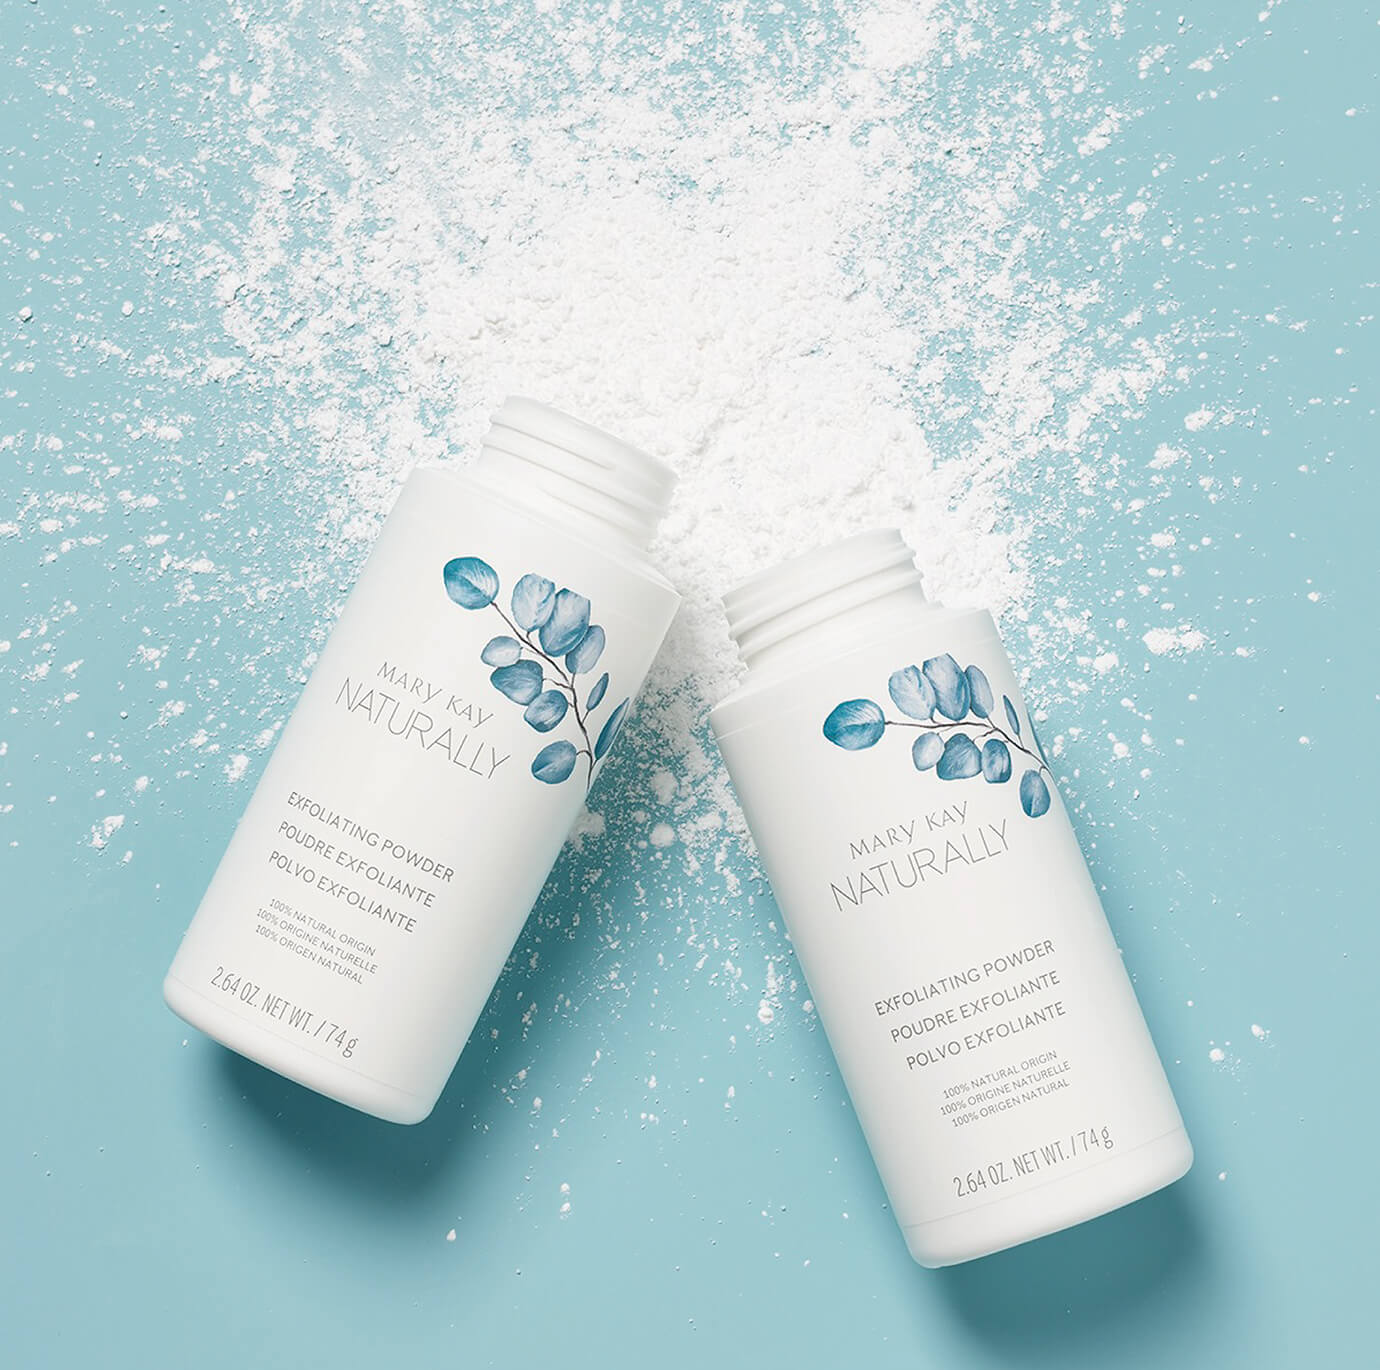 MARY KAY
NATURALLY
EXFOLIATING POWDER
POUDRE EXFOLIANTE
POLVO EXFOLIANTE
100% NATURAL ORIGIN
100% ORIGINE NATURELLE
100% ORIGEN NATURAL
2.64 OZ. NET WT. / 74 g
MARY KAY
NATURALLY
EXFOLIATING POWDER
POUDRE EXFOLIANTE
POLVO EXFOLIANTE
100% NATURAL ORIGIN
100% ORIGINE NATURELLE
100% ORIGEN NATURAL
2.64 OZ. NET WT. / 74 g